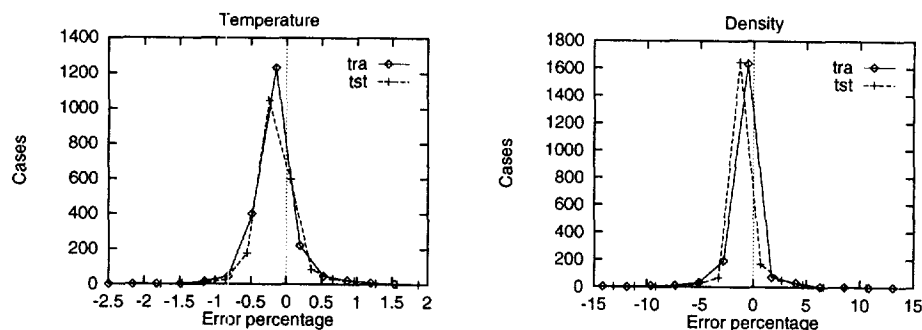 Temperature
1400
1200
1000
800
600
400
200
0
Cases
tra
tst
-2.5 -2 -1.5 -1 -0.5 0 0.5 1 1.5 2
Error percentage
Density
1800
1600
1400
1200
1000
800
600
400
200
0
Cases
tra
tst
-15 -10 -5 0 5 10 15
Error percentage